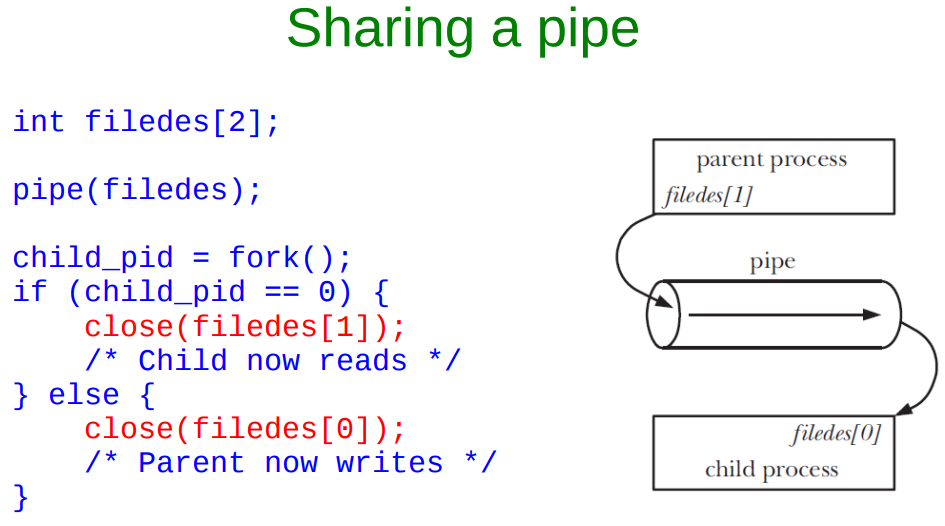 Sharing a pipe
int filedes[2];
pipe(filedes);
child_pid = fork();
if (child_pid == 0) {
    close(filedes[1]);
    /* Child now reads */
} else {
    close(filedes[0]);
    /* Parent now writes */
}
parent process
filedes[1]
pipe
filedes[0]
child process